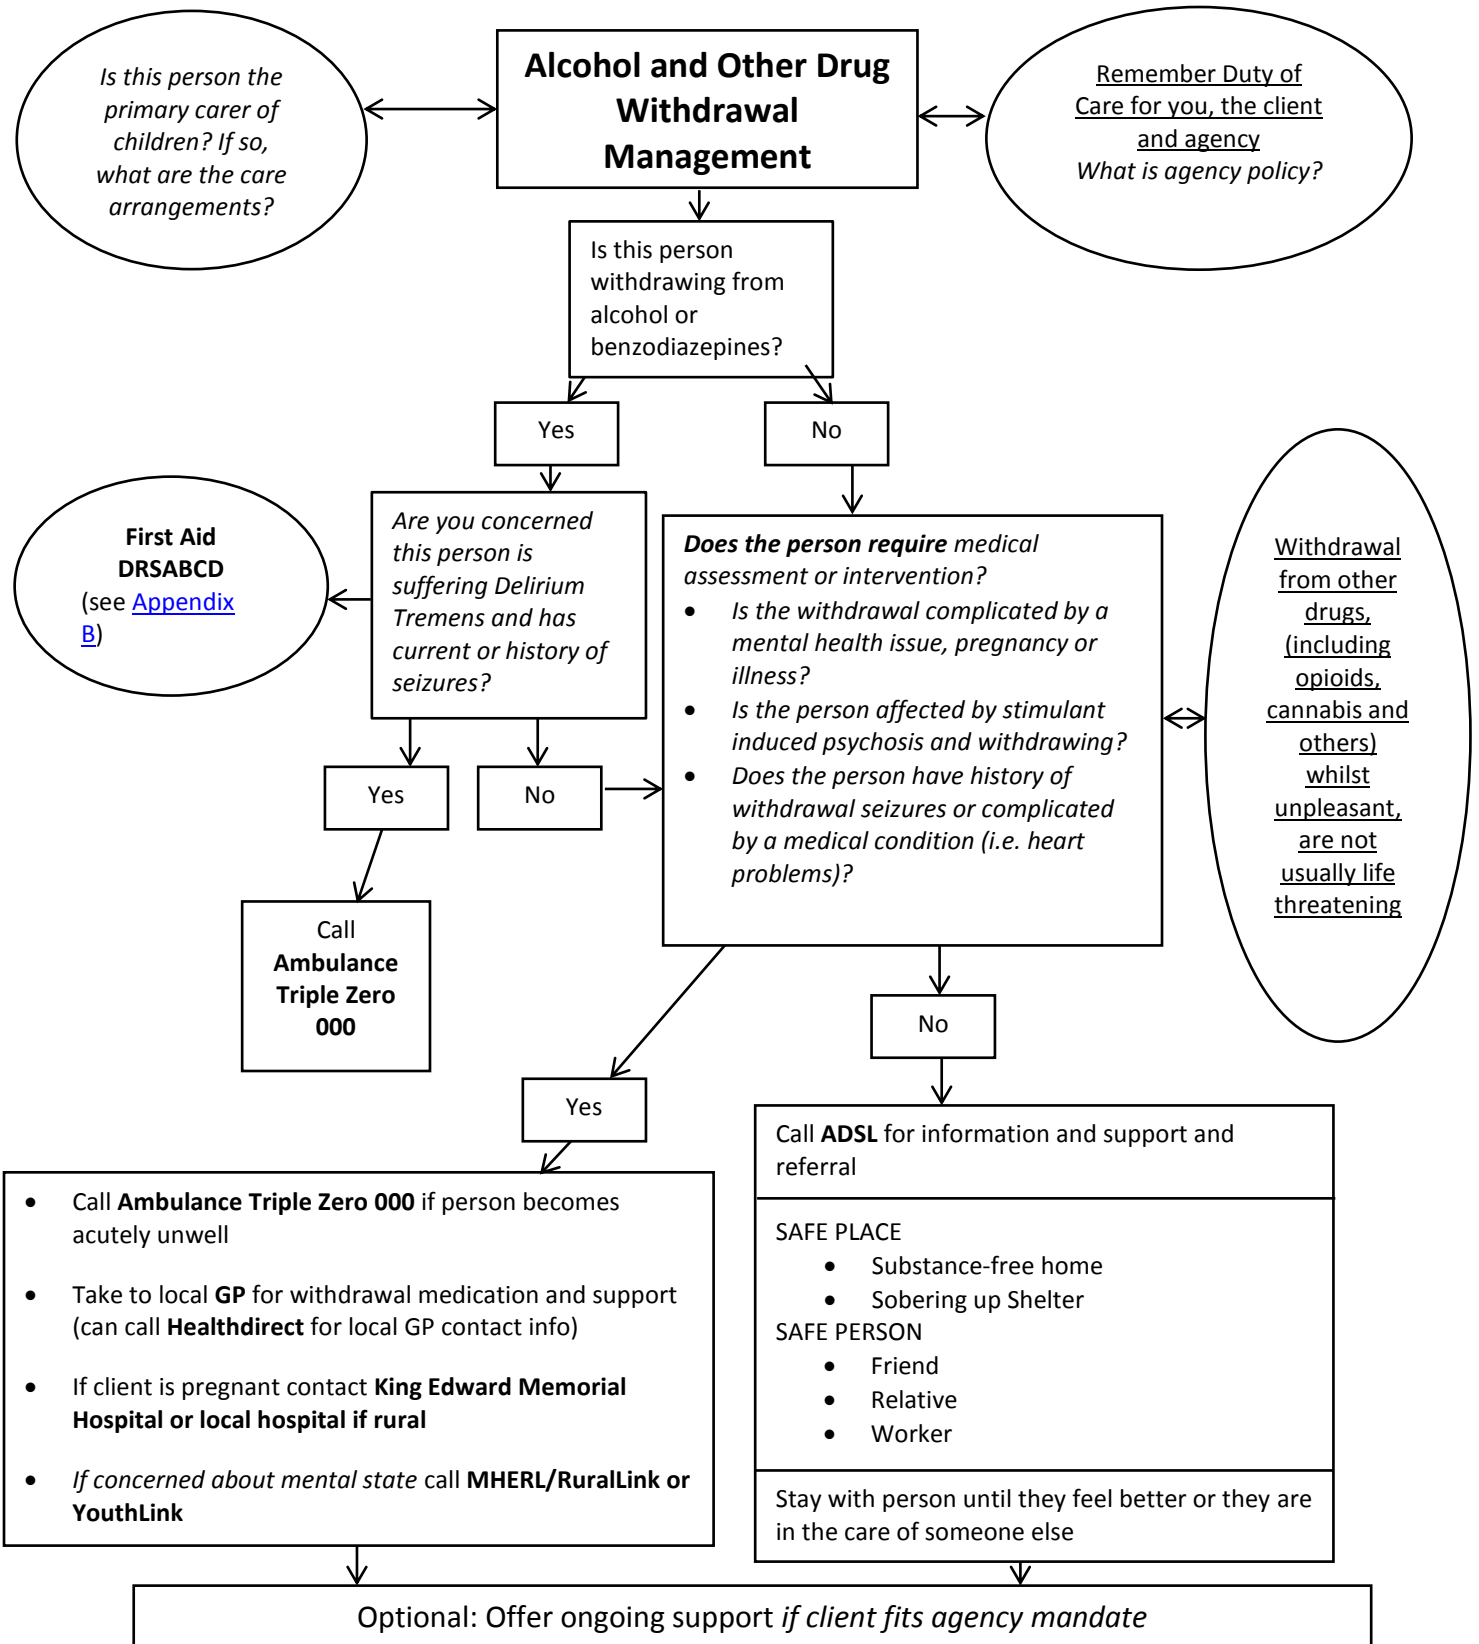 Is this person the
primary carer of
children? If so,
what are the care
arrangements?
Alcohol and Other Drug
Withdrawal
Management
Remember Duty of
Care for you, the client
and agency
What is agency policy?
Is this person
withdrawing from
alcohol or
benzodiazepines?
Yes
No
First Aid
DRSABCD
(see Appendix
B)
Are you concerned
this person is
suffering Delirium
Tremens and has
current or history of
seizures?
Does the person require medical
assessment or intervention?
• Is the withdrawal complicated by a
mental health issue, pregnancy or
illness?
• Is the person affected by stimulant
induced psychosis and withdrawing?
• Does the person have history of
withdrawal seizures or complicated
by a medical condition (i.e. heart
problems)?
Withdrawal
from other
drugs,
(including
opioids,
cannabis and
others)
whilst
unpleasant,
are not
usually life
threatening
Yes
No
Call
Ambulance
Triple Zero
000
No
Yes
• Call Ambulance Triple Zero 000 if person becomes
acutely unwell
• Take to local GP for withdrawal medication and support
(can call Healthdirect for local GP contact info)
• If client is pregnant contact King Edward Memorial
Hospital or local hospital if rural
• If concerned about mental state call MHERL/RuralLink or
YouthLink
Call ADSL for information and support and
referral
SAFE PLACE
• Substance-free home
• Sobering up Shelter
SAFE PERSON
• Friend
• Relative
• Worker
Stay with person until they feel better or they are
in the care of someone else
Optional: Offer ongoing support if client fits agency mandate